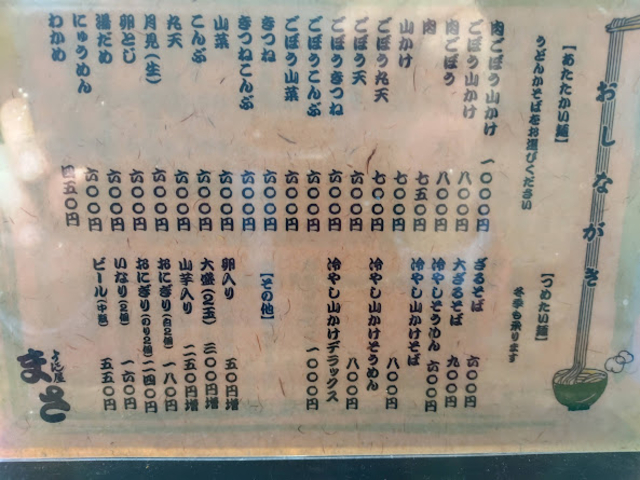 おしながき
【あたたかい麺】
うどんかそばをお選びください
肉ごぼう山かけ 一〇〇〇円
ごぼう山かけ 八〇〇円
肉ごぼう 八〇〇円
肉 七五〇円
山かけ 七〇〇円
ごぼう丸天 七〇〇円
ごぼう天 六〇〇円
ごぼうきつね 六〇〇円
ごぼうこんぶ 六〇〇円
ごぼう山菜 六〇〇円
きつね 六〇〇円
きつねこんぶ 六〇〇円
山菜 六〇〇円
こんぶ 六〇〇円
丸天 六〇〇円
月見(生) 六〇〇円
卵とじ 六〇〇円
湯だめ 六〇〇円
にゅうめん 六〇〇円
わかめ 四五〇円
【つめたい麺】
冬季も承ります
ざるそば 六〇〇円
大ざるそば 九〇〇円
冷やしそうめん 六〇〇円
冷やし山かけそば
八〇〇円
冷やし山かけそうめん
八〇〇円
冷やし山かけデラックス
一〇〇〇円
【その他】
卵入り 五〇円増
大盛(2玉) 三〇〇円増
山芋入り 二五〇円増
おにぎり(白2個) 一八〇円
おにぎり(のり2個) 二四〇円
いなり(2個) 一六〇円
ビール(中瓶) 五五〇円
うどん屋